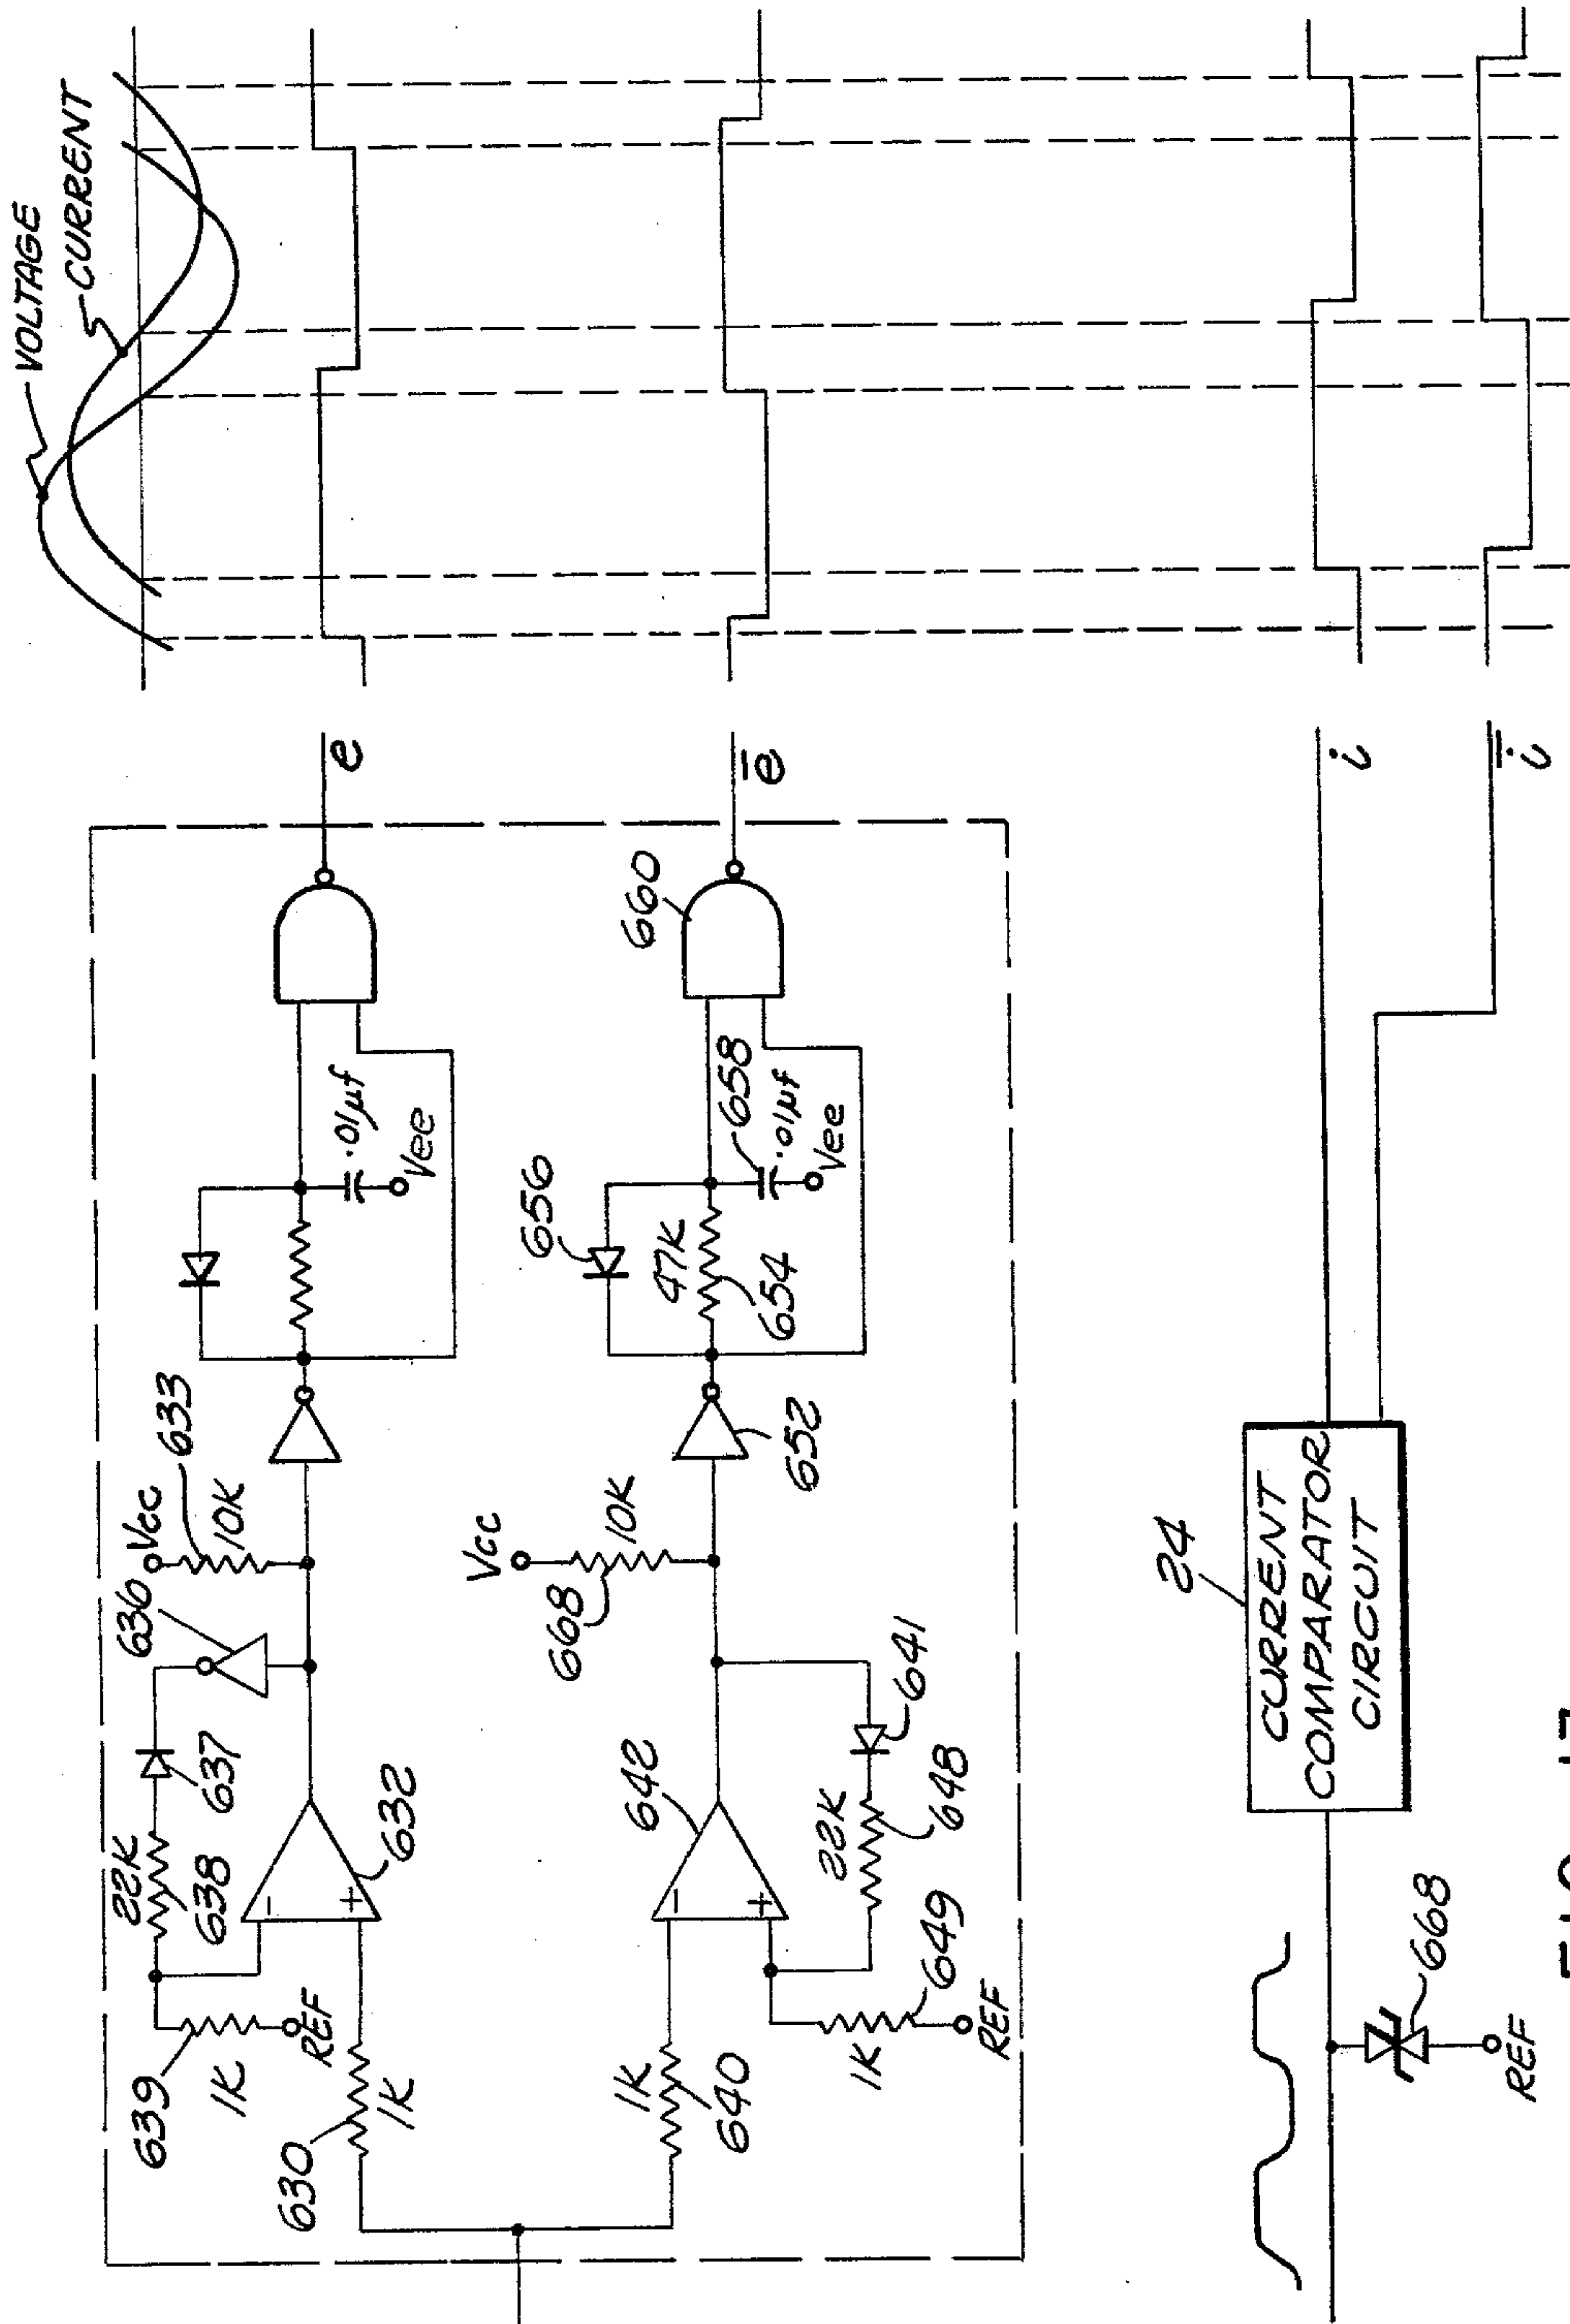 VOLTAGE
CURRENT
639
1K
REF
22K
638
637
636
Vcc
633
10K
632
-
+
630
1K
.01µf
Vee
e
1K
640
642
-
+
1K
649
REF
22K
648
641
Vcc
668
10K
652
656
47K
654
658
.01µf
Vee
660
e̅
668
REF
24
CURRENT
COMPARATOR
CIRCUIT
i
i̅